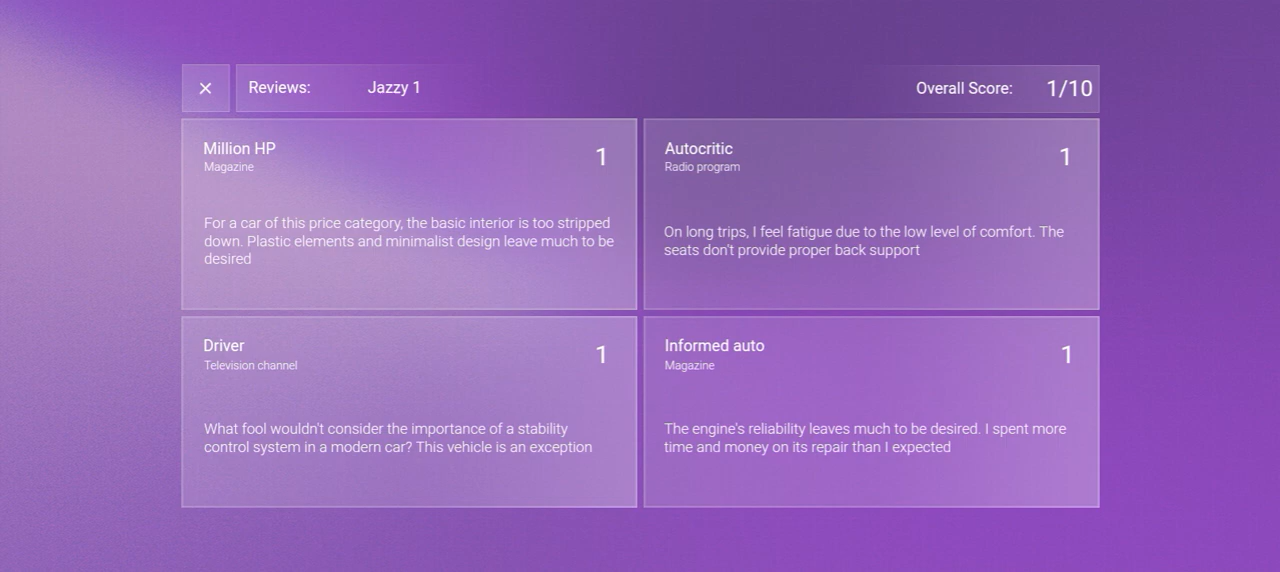 ×
Reviews: Jazzy 1
Overall Score: 1/10
Million HP
Magazine
1
For a car of this price category, the basic interior is too stripped
down. Plastic elements and minimalist design leave much to be
desired
Autocritic
Radio program
1
On long trips, I feel fatigue due to the low level of comfort. The
seats don't provide proper back support
Driver
Television channel
1
What fool wouldn't consider the importance of a stability
control system in a modern car? This vehicle is an exception
Informed auto
Magazine
1
The engine's reliability leaves much to be desired. I spent more
time and money on its repair than I expected